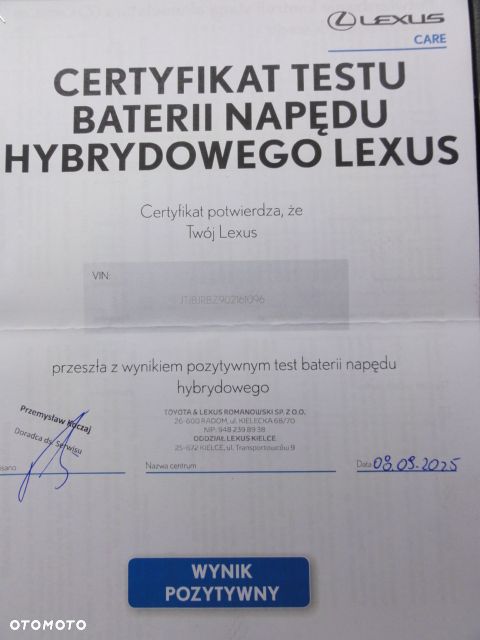 LEXUS
CARE
CERTYFIKAT TESTU
BATERII NAPĘDU
HYBRYDOWEGO LEXUS
Certyfikat potwierdza, że
Twój Lexus
VIN:
JTJBJRBZ902161096
przeszła z wynikiem pozytywnym test baterii napędu
hybrydowego
Przemysław Kuczaj
Doradca ds. Serwisu
TOYOTA & LEXUS ROMANOWSKI SP. Z O.O.
26-600 RADOM, ul. KIELECKA 68/70
NIP: 948 239 89 38
ODDZIAŁ LEXUS KIELCE
25-672 KIELCE, ul. Transportowców 9
Nazwa centrum
Data 09.09.2025
WYNIK
POZYTYWNY
OTOMOTO